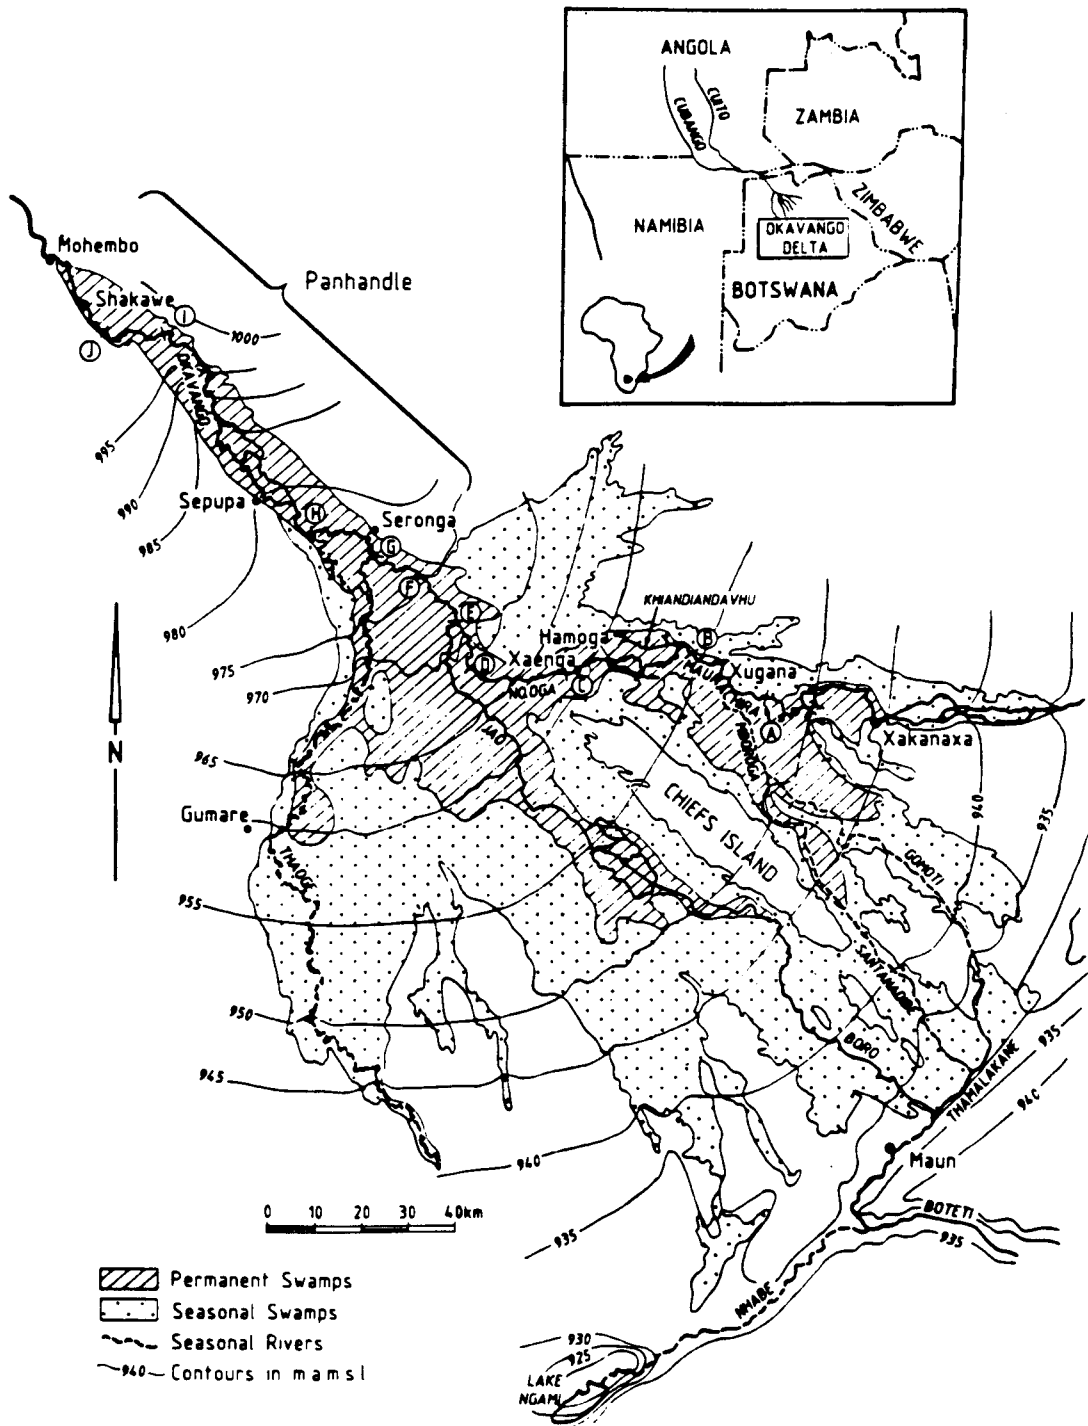 ANGOLA
CUBANGO
CUITO
ZAMBIA
NAMIBIA
ZIMBABWE
OKAVANGO
DELTA
BOTSWANA
Mohembo
Shakawe
Panhandle
I
J
1000
OKAVANGO
995
990
985
980
975
970
965
955
950
945
940
935
Sepupa
H
Seronga
G
F
E
D
Xaenga
Hamoga
KHIANDIANDAVHU
B
Xugana
NQOGA
C
MAUNACHIRA
MBOROGA
A
Xakanaxa
JAO
N
Gumare
THAOGE
CHIEFS ISLAND
GOMOTI
940
935
SANTANTADIBE
BORO
THAMALAKANE
935
940
Maun
BOTETI
935
NHABE
930
925
LAKE
NGAMI
0 10 20 30 40km
Permanent Swamps
Seasonal Swamps
Seasonal Rivers
940 Contours in mamsl